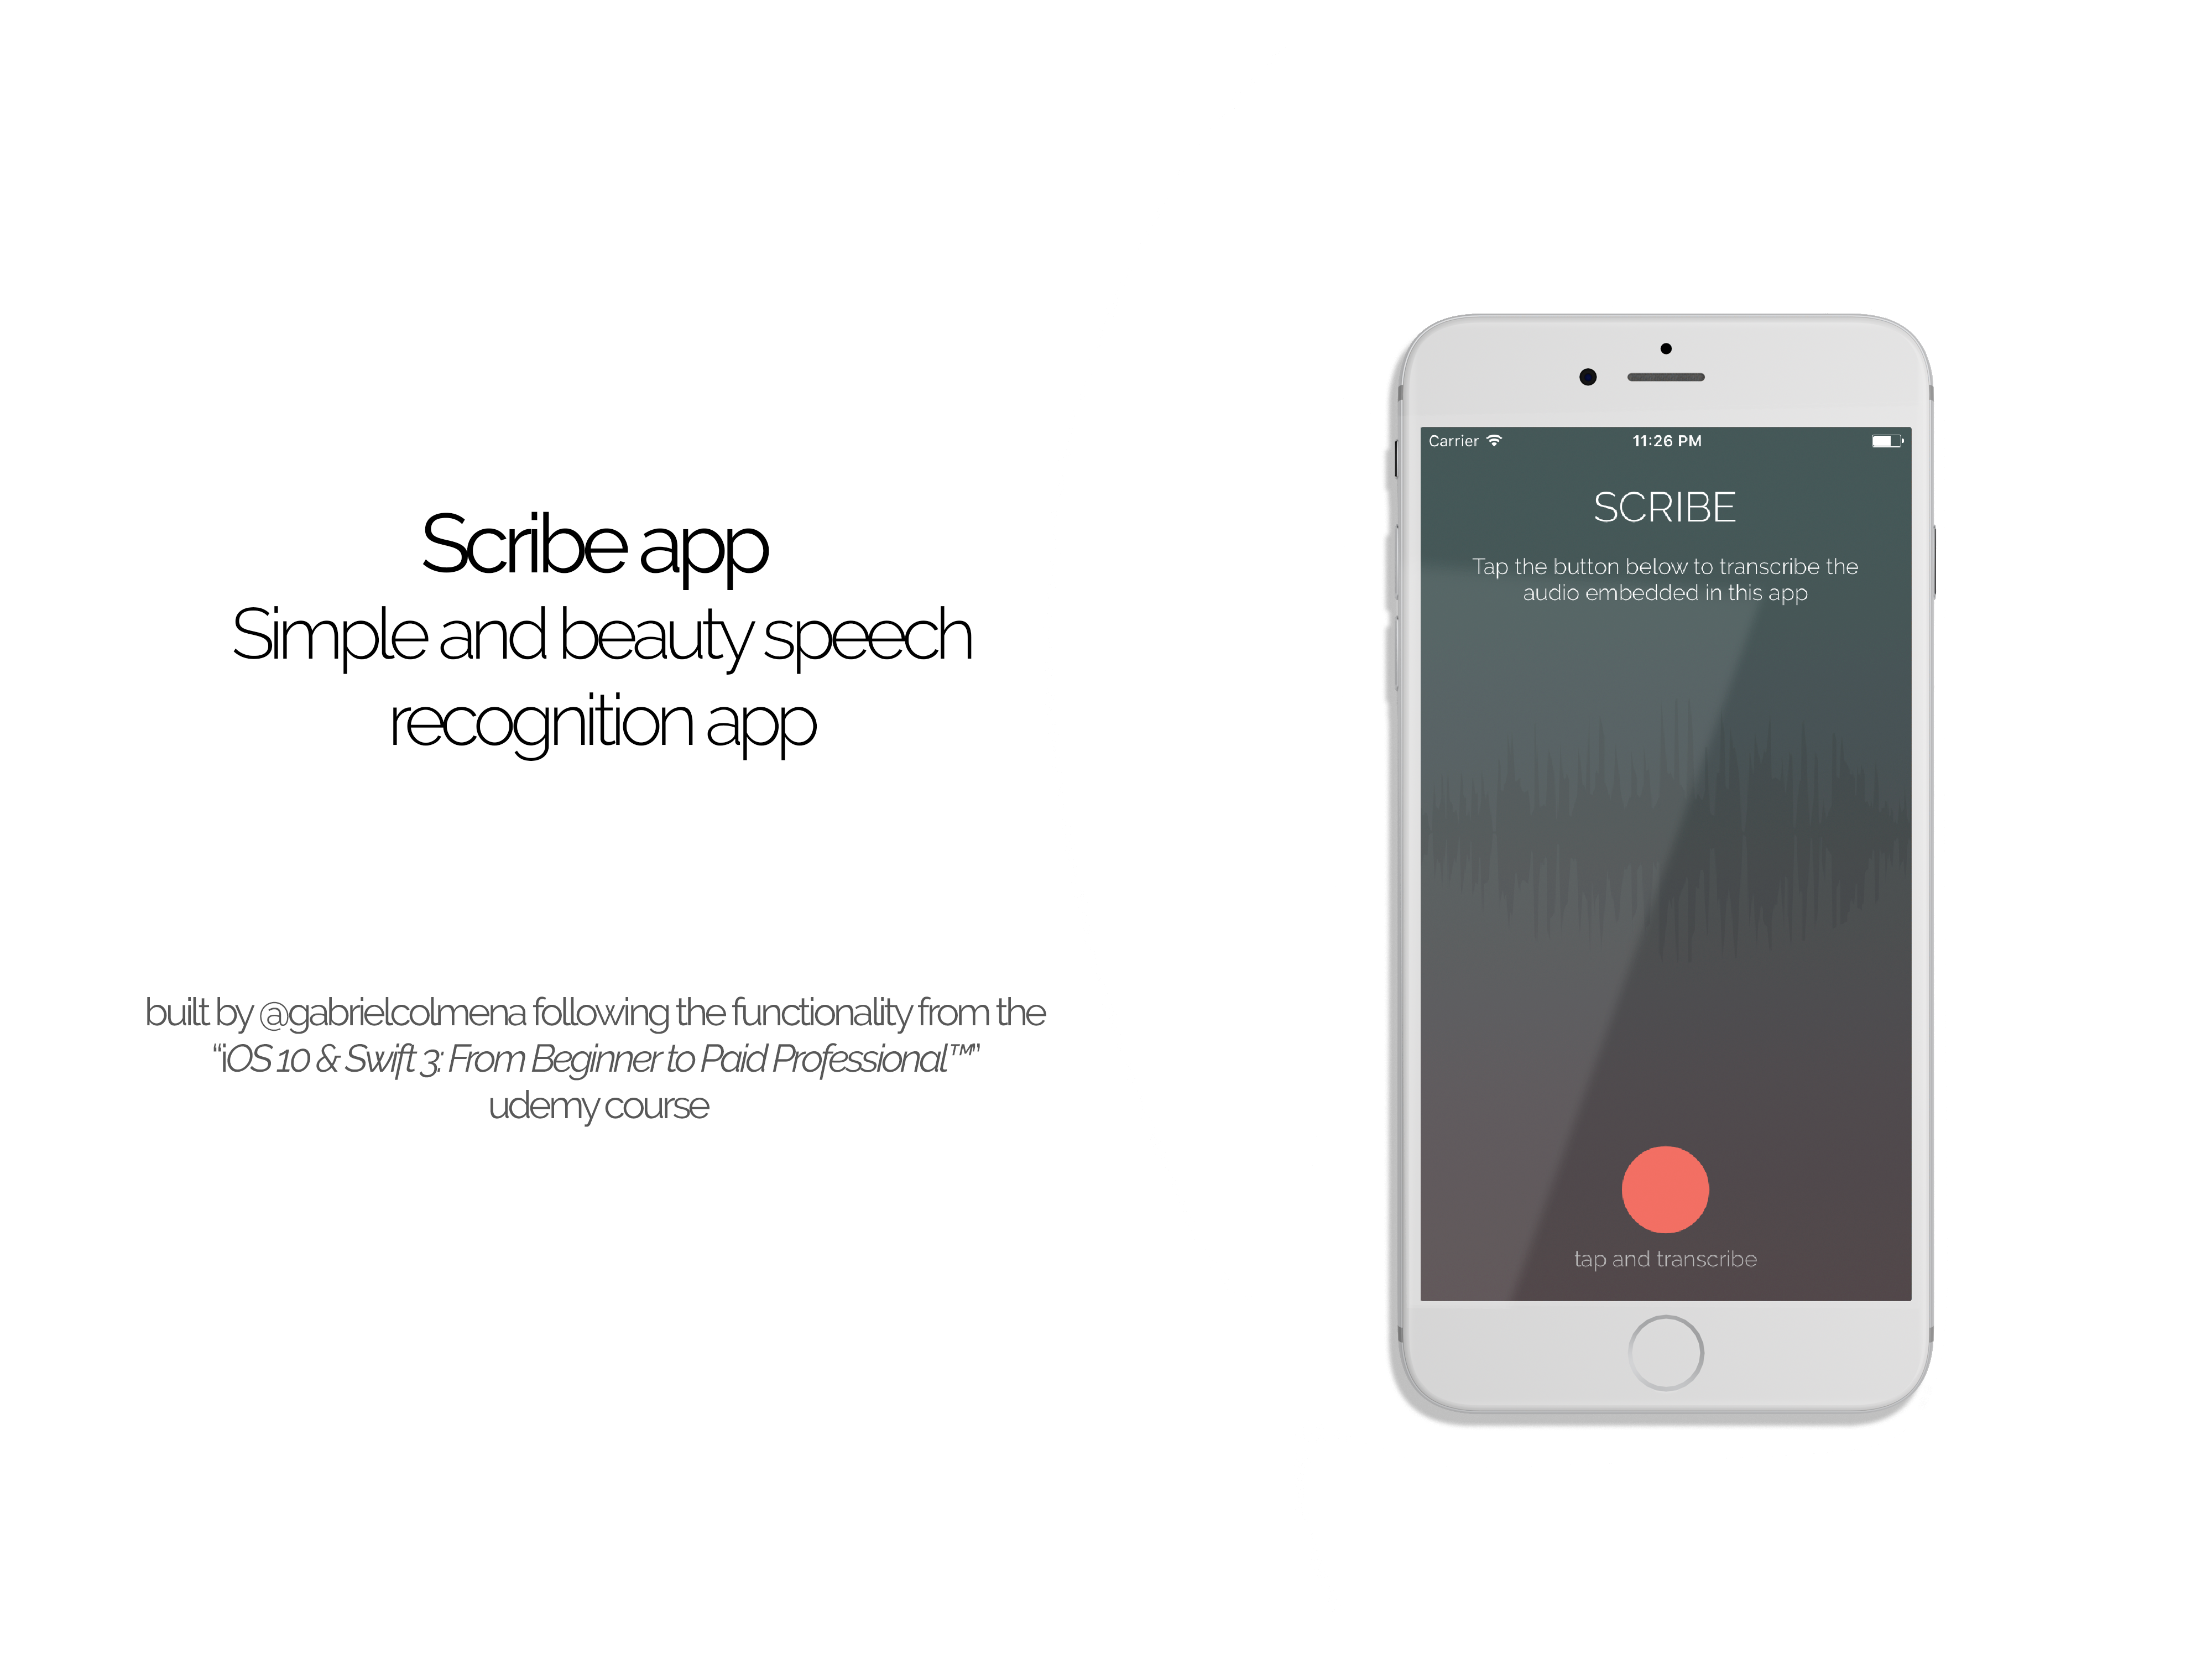 Scribe app
Simple and beauty speech
recognition app
built by @gabrielcolmena following the functionality from the
“iOS 10 & Swift 3: From Beginner to Paid Professional™”
udemy course
Carrier 11:26 PM
SCRIBE
Tap the button below to transcribe the
audio embedded in this app
tap and transcribe